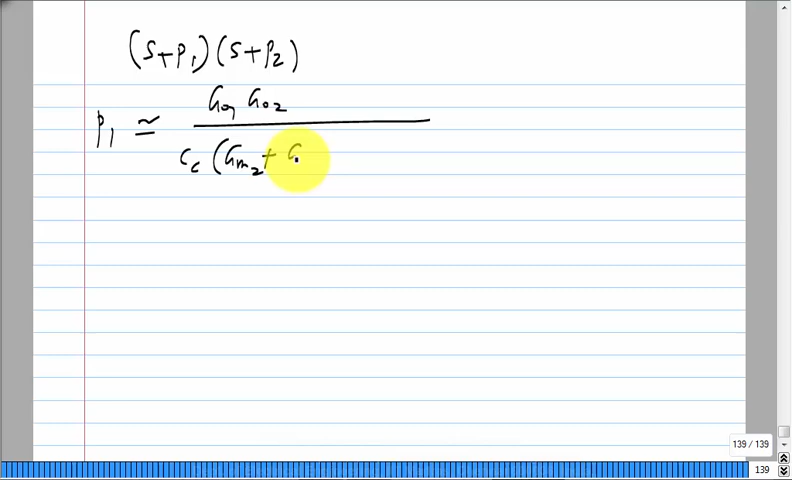 (s+p₁)(s+p₂)
p₁ ≃ Go₁ Go₂
Cc (Gm₂ + G
139 / 139
139